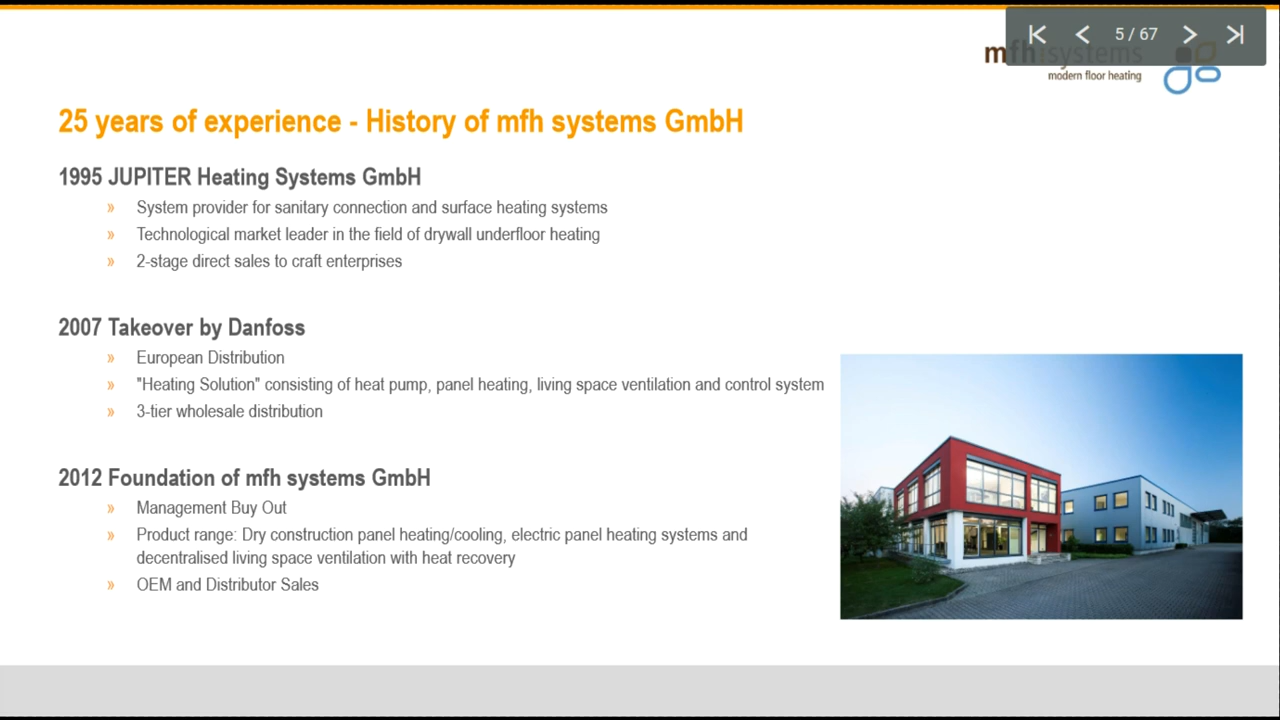 5 / 67
mfh systems
modern floor heating
25 years of experience - History of mfh systems GmbH
1995 JUPITER Heating Systems GmbH
» System provider for sanitary connection and surface heating systems
» Technological market leader in the field of drywall underfloor heating
» 2-stage direct sales to craft enterprises
2007 Takeover by Danfoss
» European Distribution
» "Heating Solution" consisting of heat pump, panel heating, living space ventilation and control system
» 3-tier wholesale distribution
2012 Foundation of mfh systems GmbH
» Management Buy Out
» Product range: Dry construction panel heating/cooling, electric panel heating systems and
decentralised living space ventilation with heat recovery
» OEM and Distributor Sales